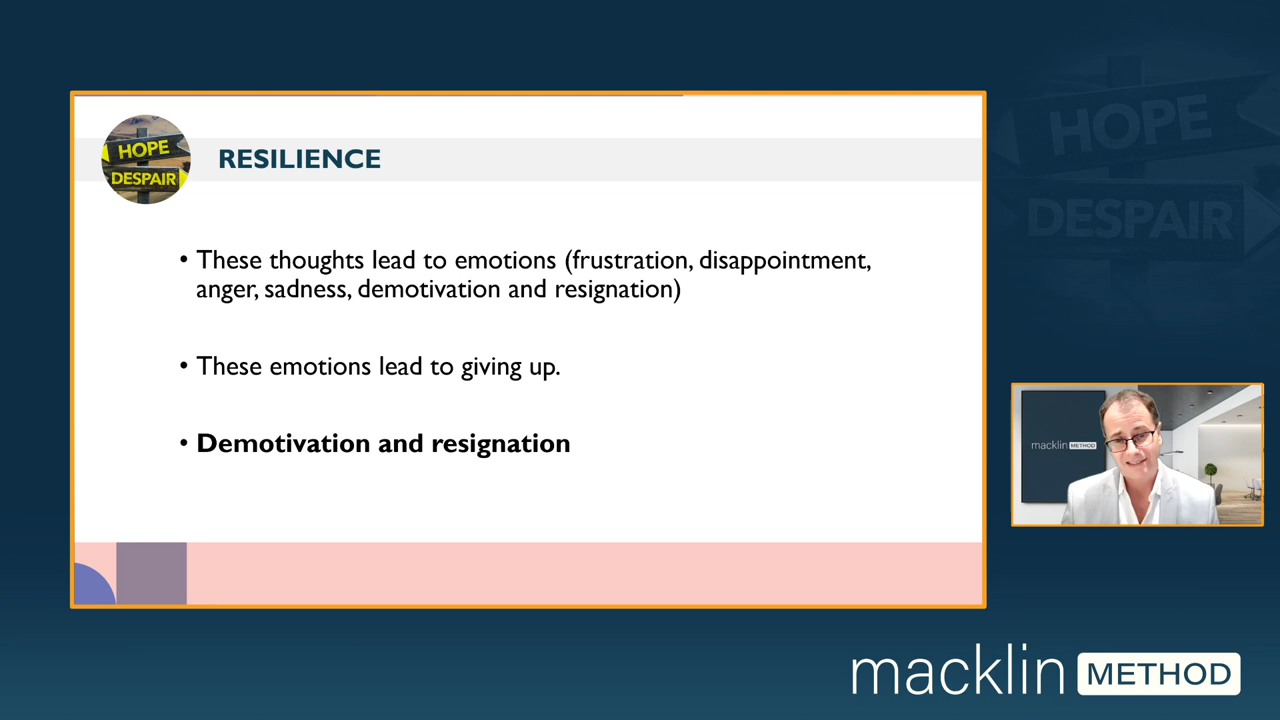 HOPE
DESPAIR
RESILIENCE
• These thoughts lead to emotions (frustration, disappointment,
anger, sadness, demotivation and resignation)
• These emotions lead to giving up.
• Demotivation and resignation
HOPE
DESPAIR
macklin METHOD
macklin METHOD